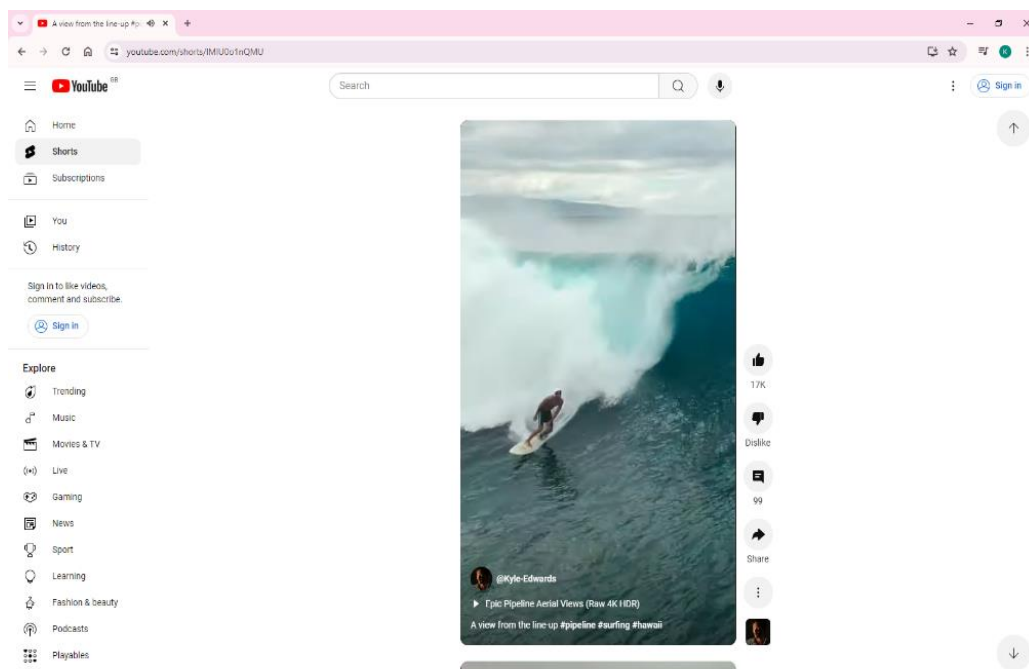 A view from the line-up #pi
youtube.com/shorts/
K
YouTube GB
Search
Sign in
Home
Shorts
Subscriptions
You
History
Sign in to like videos,
comment and subscribe.
Sign in
Explore
Trending
Music
Movies & TV
Live
Gaming
News
Sport
Learning
Fashion & beauty
Podcasts
Playables
17K
Dislike
99
Share
@Kyle-Edwards
Epic Pipeline Aerial Views (Raw 4K HDR)
A view from the line-up #pipeline #surfing #hawaii